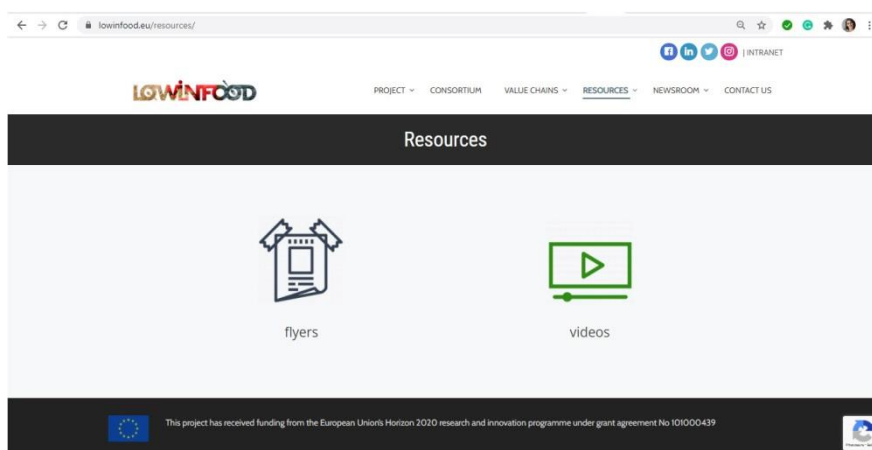 lowinfood.eu/resources/
| INTRANET
LOWINFOOD
PROJECT CONSORTIUM VALUE CHAINS RESOURCES NEWSROOM CONTACT US
Resources
flyers
videos
This project has received funding from the European Union's Horizon 2020 research and innovation programme under grant agreement No 101000439